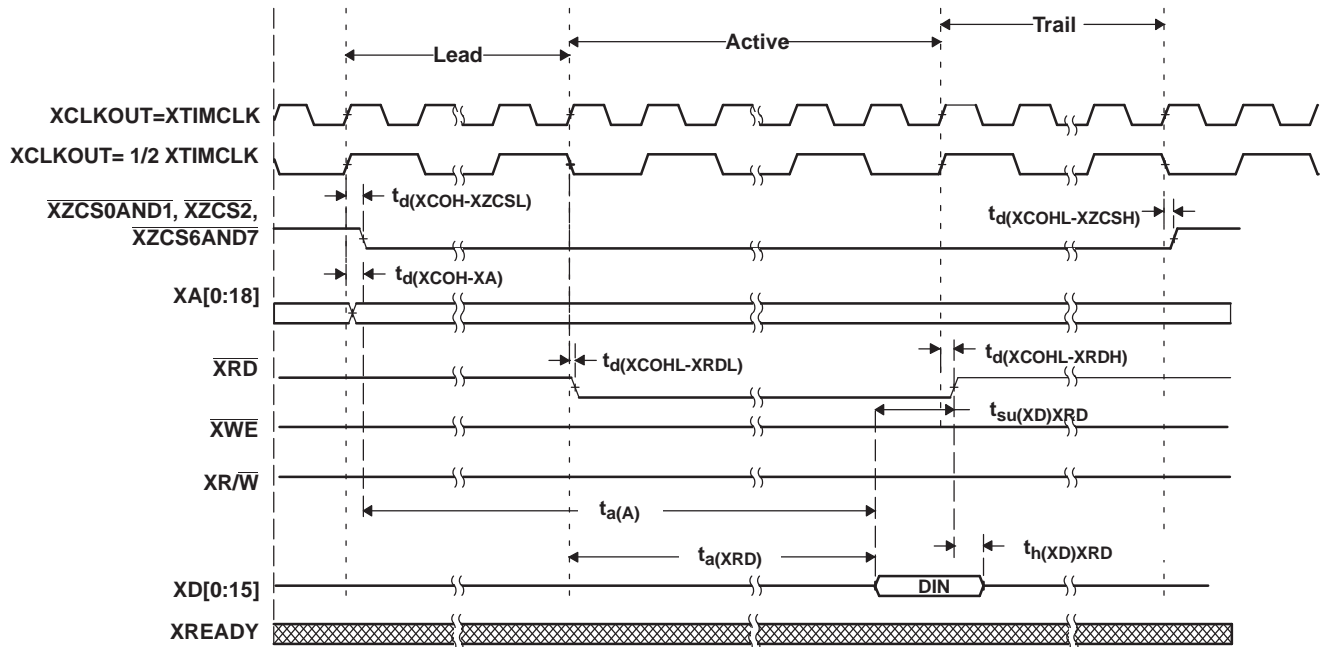 Trail
Active
Lead
XCLKOUT=XTIMCLK
XCLKOUT= 1/2 XTIMCLK
td(XCOH-XZCSL)
XZCS0AND1, XZCS2,
XZCS6AND7
td(XCOHL-XZCSH)
td(XCOH-XA)
XA[0:18]
XRD
td(XCOHL-XRDL)
td(XCOHL-XRDH)
tsu(XD)XRD
XWE
XR/W
ta(A)
ta(XRD)
th(XD)XRD
XD[0:15]
DIN
XREADY